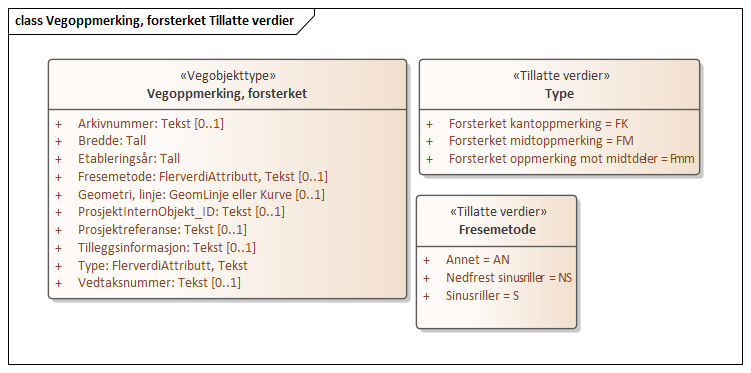 class Vegoppmerking, forsterket Tillatte verdier
«Vegobjekttype»
Vegoppmerking, forsterket
+ Arkivnummer: Tekst [0..1]
+ Bredde: Tall
+ Etableringsår: Tall
+ Fresemetode: FlerverdiAttributt, Tekst [0..1]
+ Geometri, linje: GeomLinje eller Kurve [0..1]
+ ProsjektInternObjekt_ID: Tekst [0..1]
+ Prosjektreferanse: Tekst [0..1]
+ Tilleggsinformasjon: Tekst [0..1]
+ Type: FlerverdiAttributt, Tekst
+ Vedtaksnummer: Tekst [0..1]
«Tillatte verdier»
Type
+ Forsterket kantoppmerking = FK
+ Forsterket midtoppmerking = FM
+ Forsterket oppmerking mot midtdeler = Fmm
«Tillatte verdier»
Fresemetode
+ Annet = AN
+ Nedfrest sinusriller = NS
+ Sinusriller = S